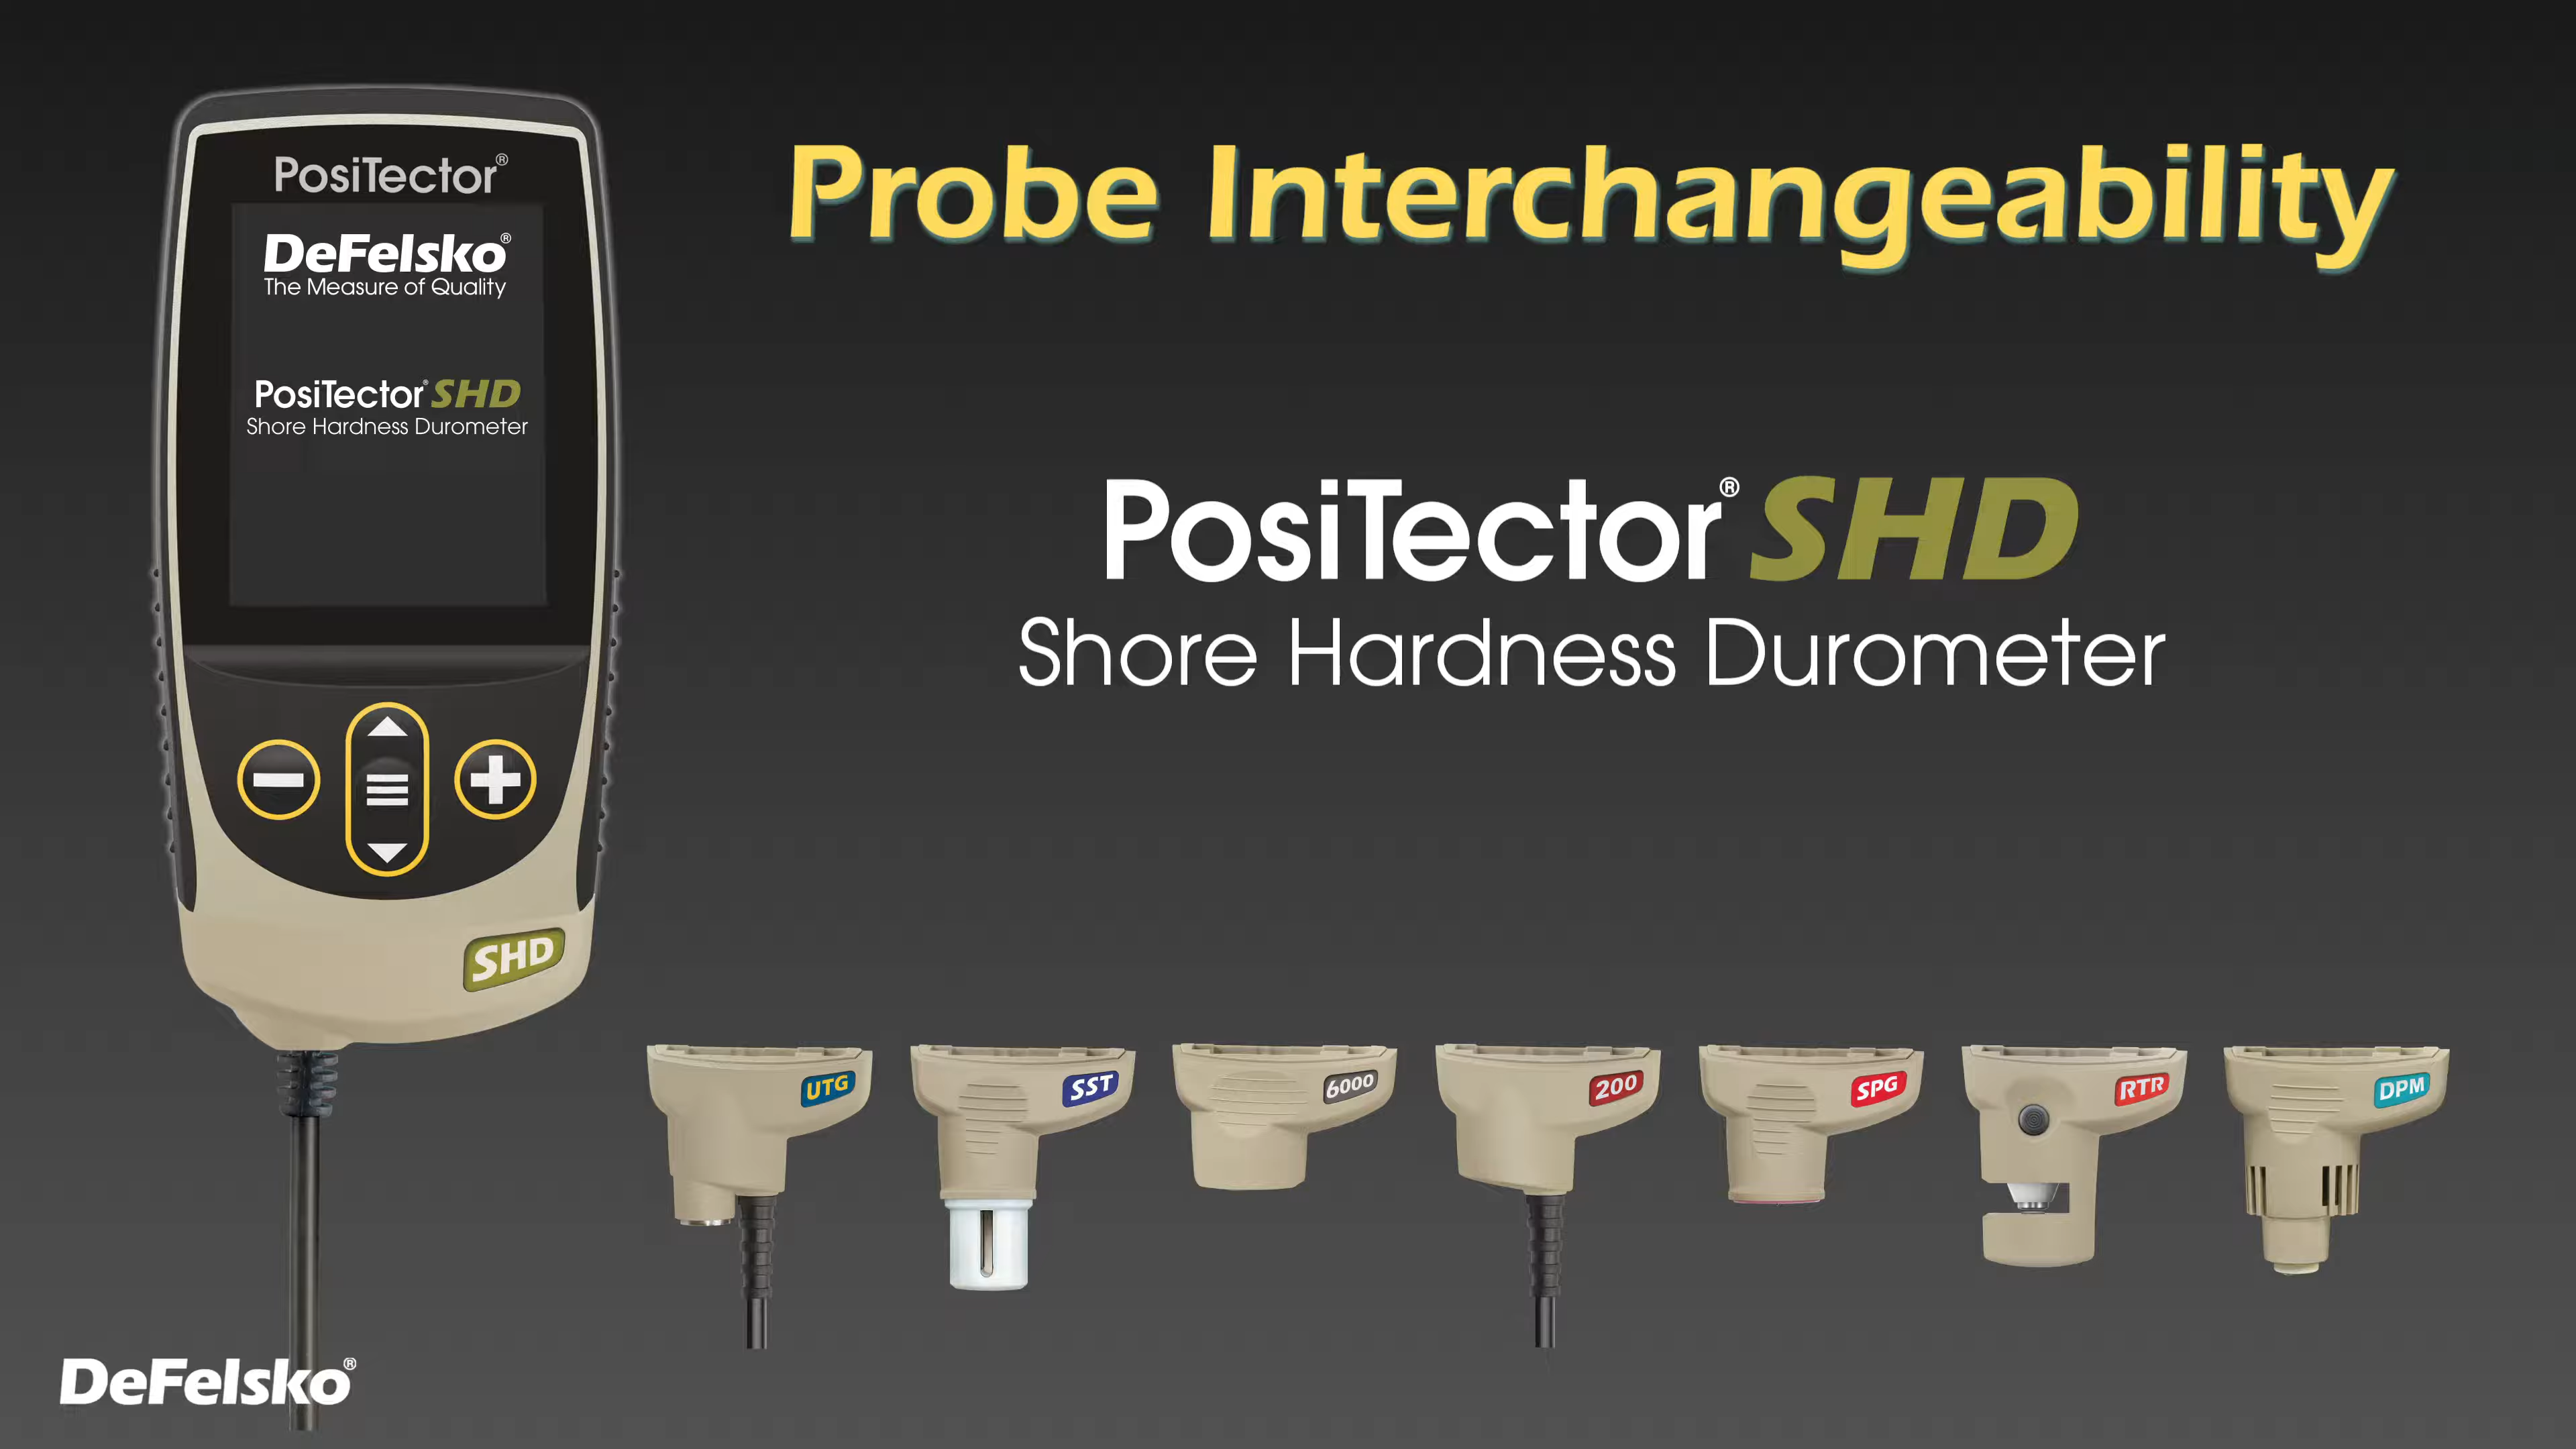 Probe Interchangeability
PosiTector®
DeFelsko®
The Measure of Quality
PosiTector® SHD
Shore Hardness Durometer
PosiTector® SHD
Shore Hardness Durometer
SHD
UTG
SST
6000
200
SPG
RTR
DPM
DeFelsko®